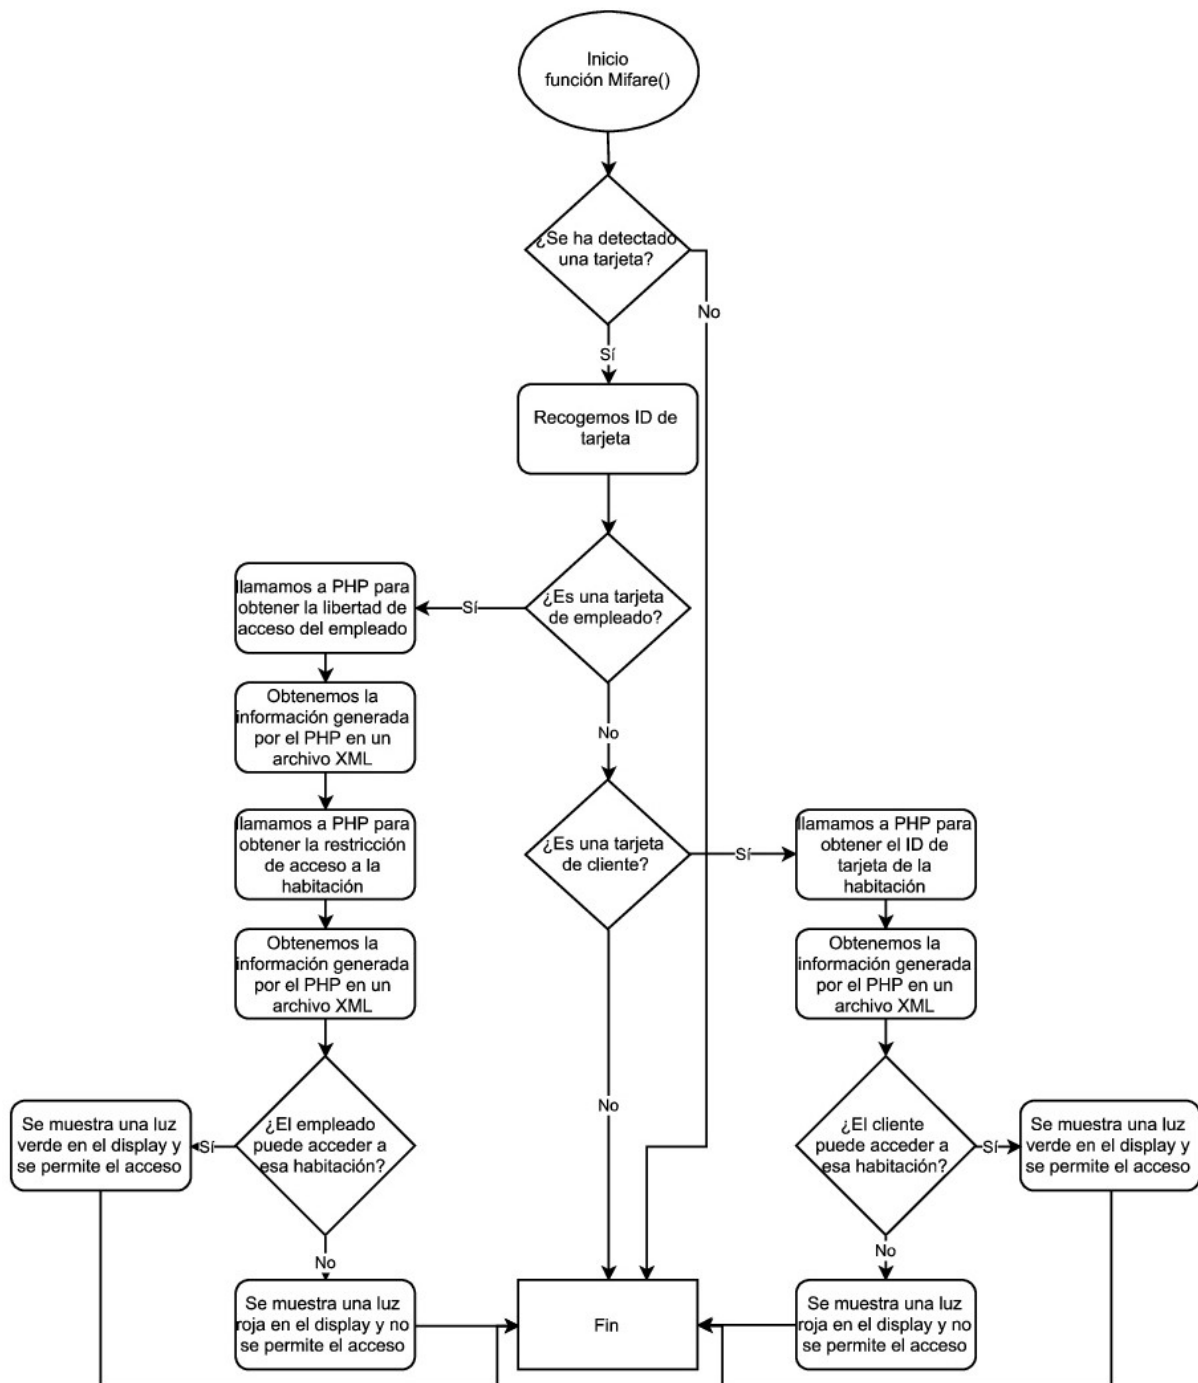 Inicio
función Mifare()
¿Se ha detectado
una tarjeta?
No
Sí
Recogemos ID de
tarjeta
¿Es una tarjeta
de empleado?
Sí
llamamos a PHP para
obtener la libertad de
acceso del empleado
Obtenemos la
información generada
por el PHP en un
archivo XML
No
llamamos a PHP para
obtener la restricción
de acceso a la
habitación
¿Es una tarjeta
de cliente?
Sí
llamamos a PHP para
obtener el ID de
tarjeta de la
habitación
Obtenemos la
información generada
por el PHP en un
archivo XML
Obtenemos la
información generada
por el PHP en un
archivo XML
No
Se muestra una luz
verde en el display y
se permite el acceso
Sí
¿El empleado
puede acceder a
esa habitación?
¿El cliente
puede acceder a
esa habitación?
Sí
Se muestra una luz
verde en el display y
se permite el acceso
No
No
Se muestra una luz
roja en el display y no
se permite el acceso
Fin
Se muestra una luz
roja en el display y no
se permite el acceso